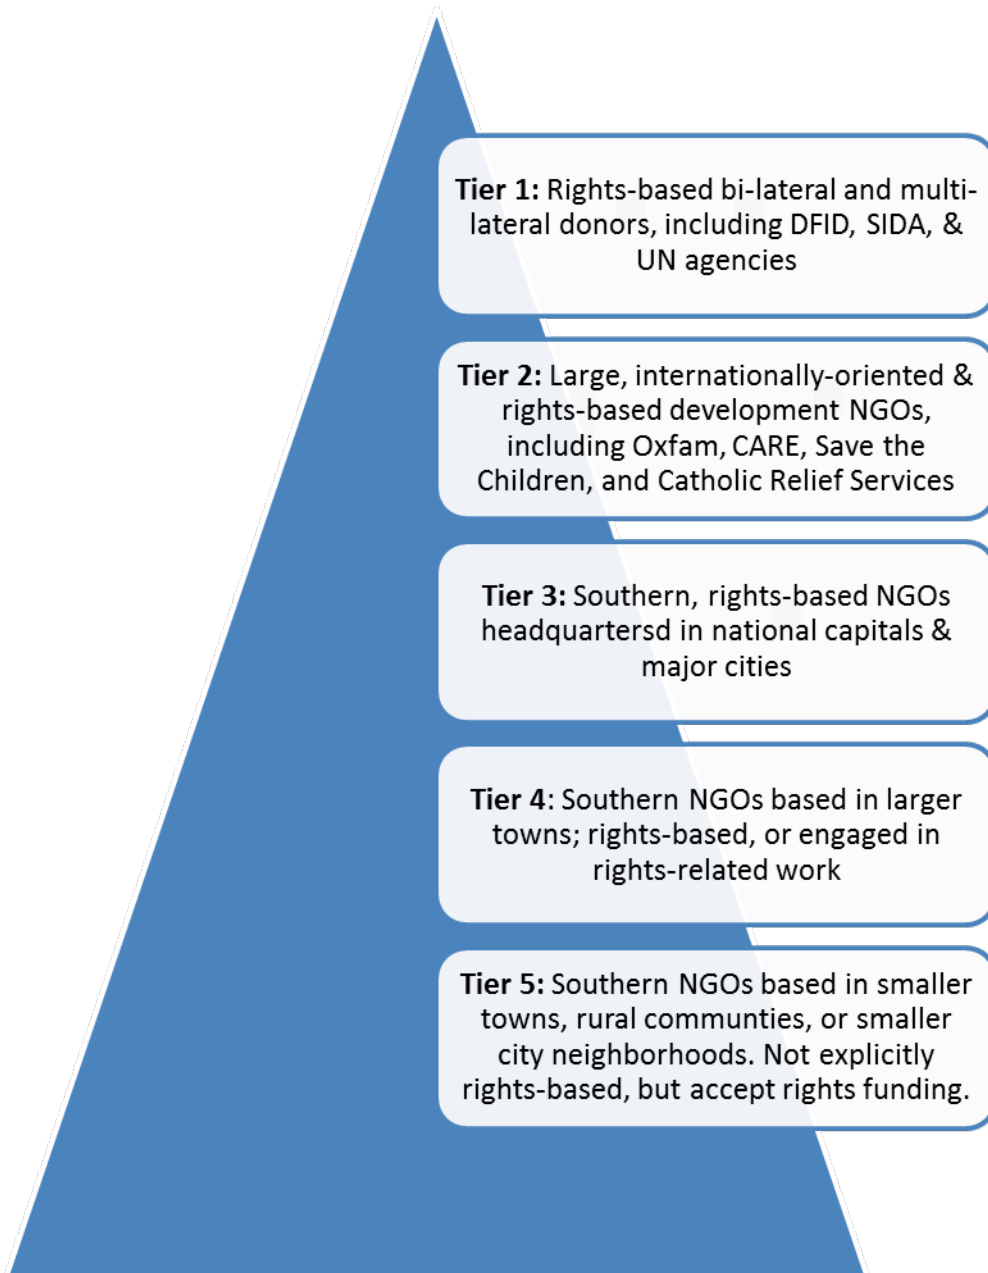 Tier 1: Rights-based bi-lateral and multi-
lateral donors, including DFID, SIDA, &
UN agencies
Tier 2: Large, internationally-oriented &
rights-based development NGOs,
including Oxfam, CARE, Save the
Children, and Catholic Relief Services
Tier 3: Southern, rights-based NGOs
headquartersd in national capitals &
major cities
Tier 4: Southern NGOs based in larger
towns; rights-based, or engaged in
rights-related work
Tier 5: Southern NGOs based in smaller
towns, rural communties, or smaller
city neighborhoods. Not explicitly
rights-based, but accept rights funding.